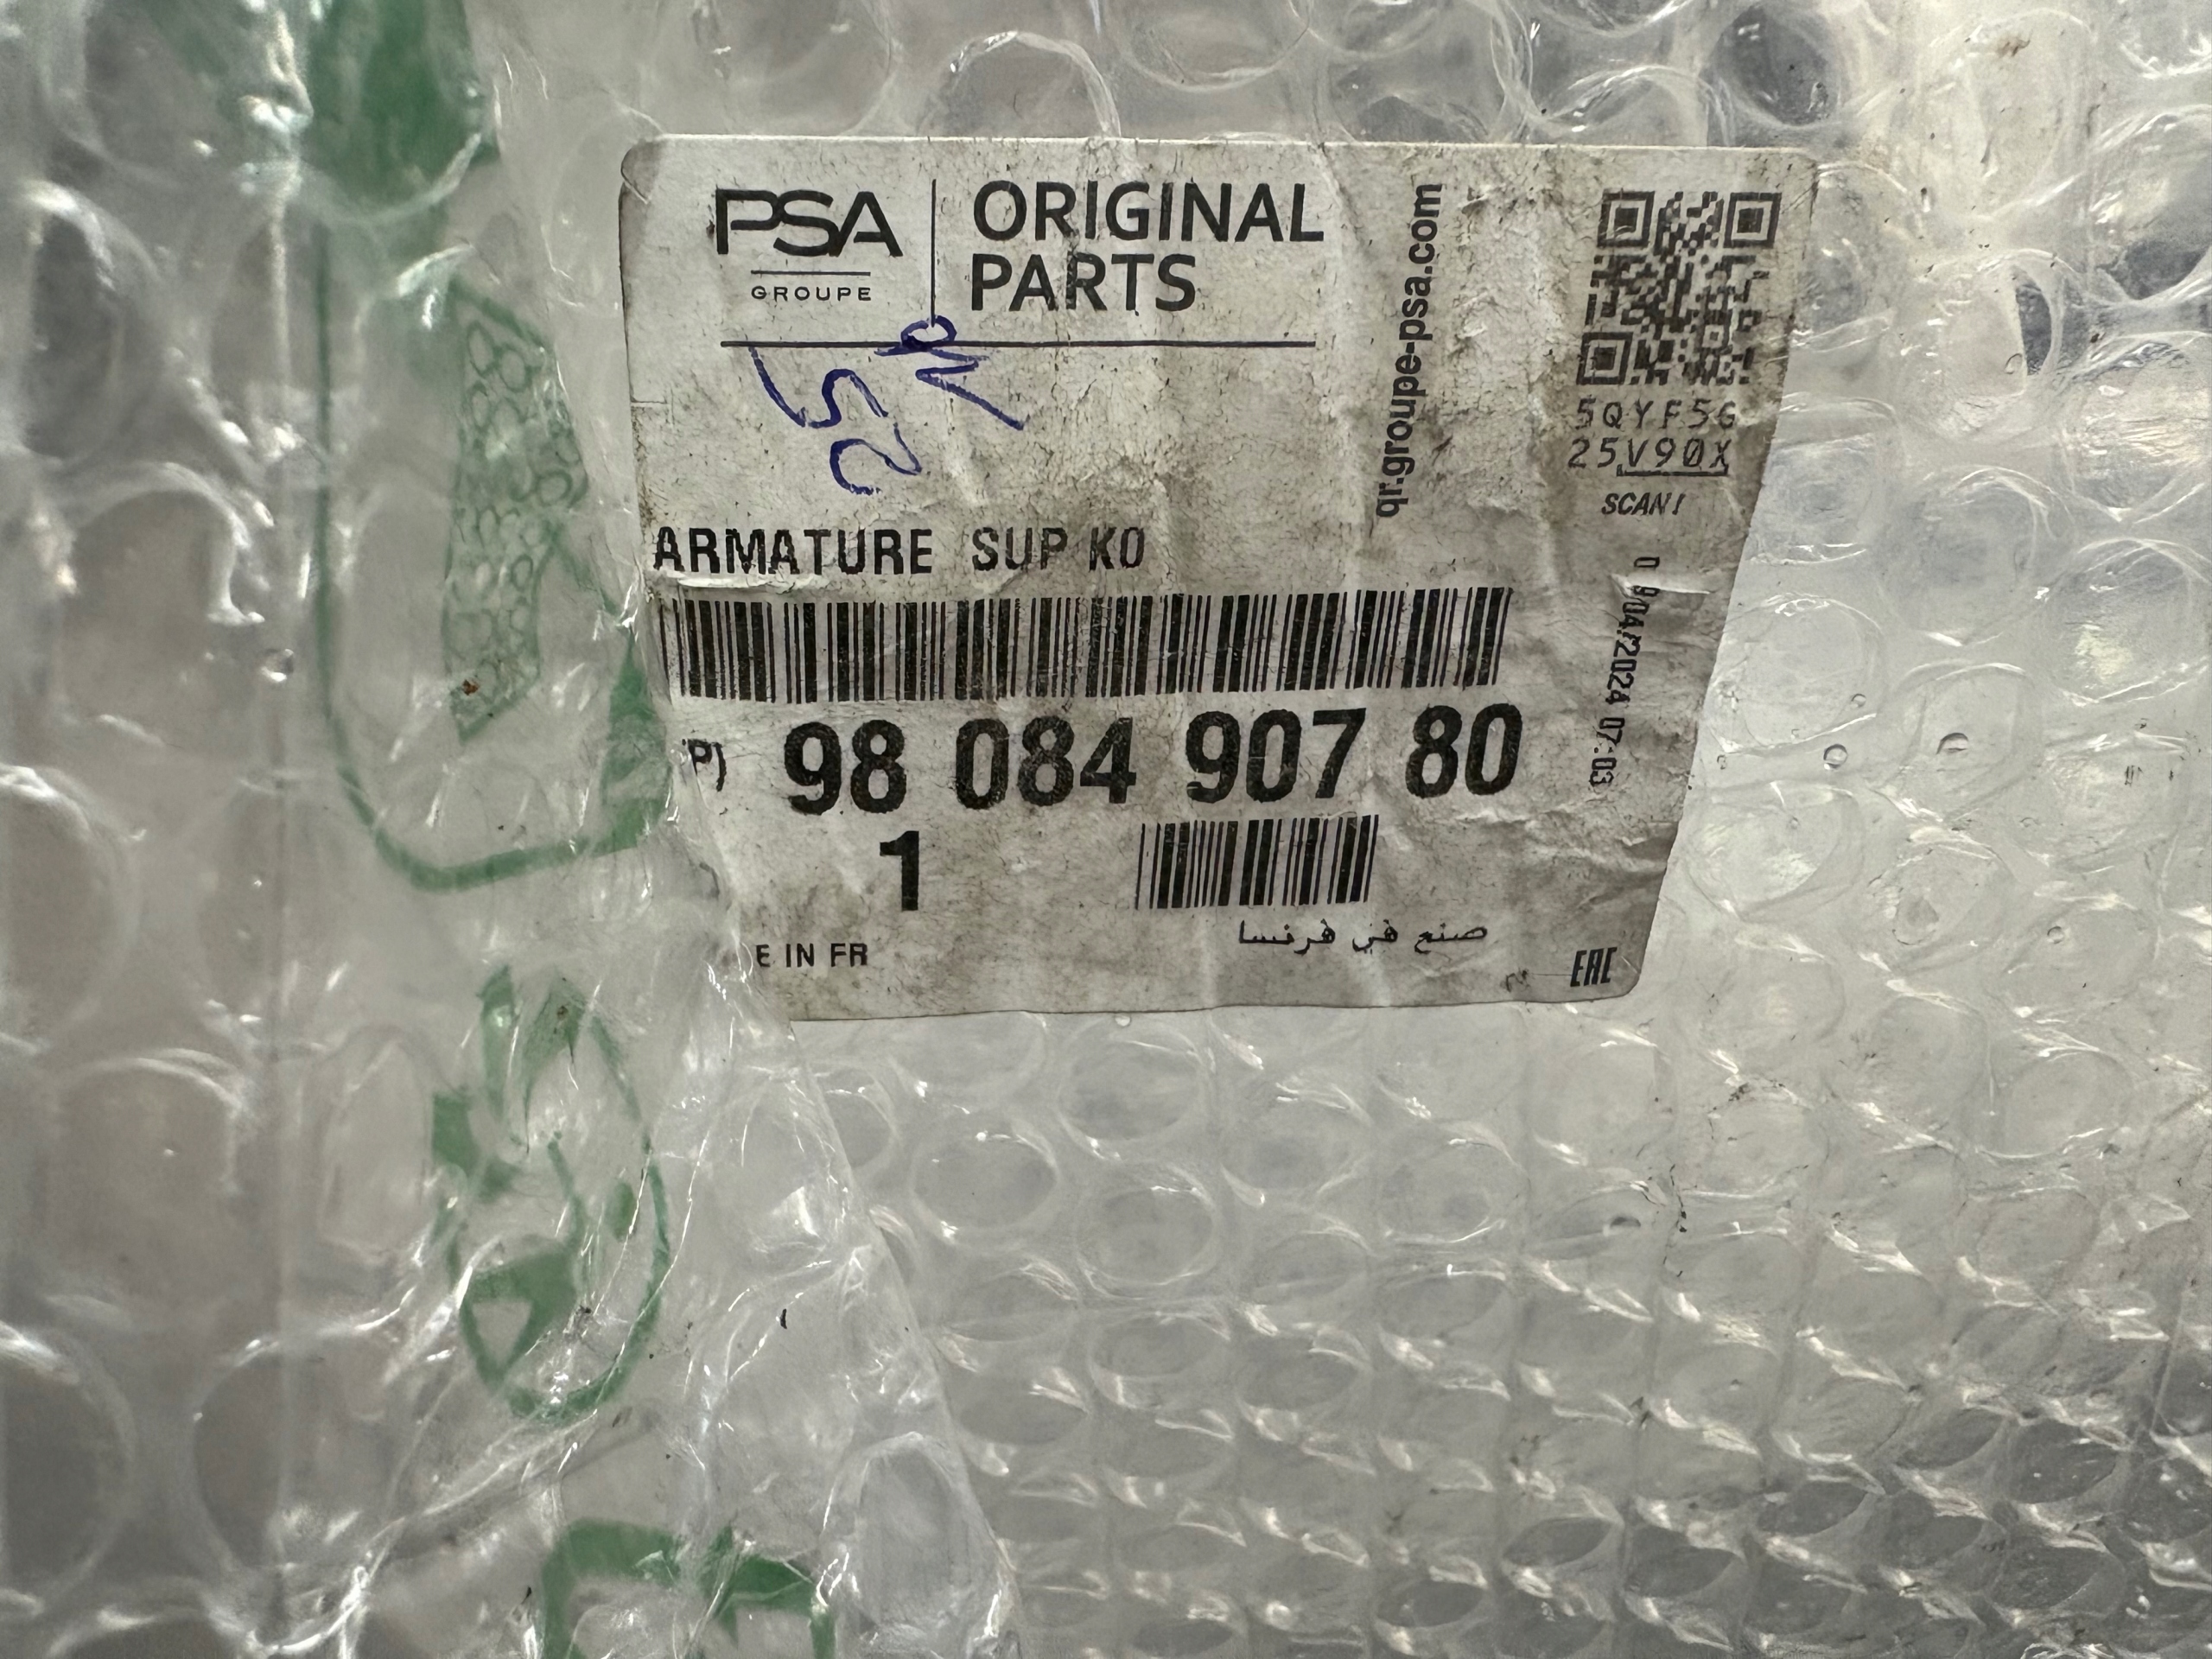 PSA
GROUPE
ORIGINAL
PARTS
qr.groupe-psa.com
5QYF5G
25V90X
SCAN!
ARMATURE SUP KO
04/2024 07:03
P) 98 084 907 80
1
E IN FR
صنع في فرنسا
EAC